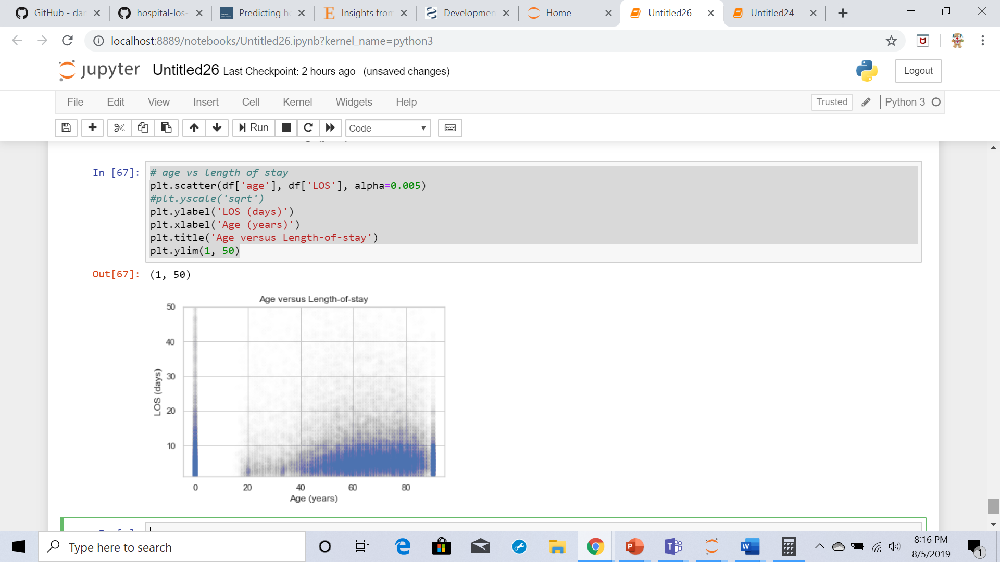 GitHub - dar
hospital-los-
Predicting ho
Insights from
Developmen
Home
Untitled26
Untitled24
localhost:8889/notebooks/Untitled26.ipynb?kernel_name=python3
jupyter Untitled26 Last Checkpoint: 2 hours ago (unsaved changes)
Logout
File Edit View Insert Cell Kernel Widgets Help
Trusted Python 3
Run Code
In [67]: # age vs length of stay
plt.scatter(df['age'], df['LOS'], alpha=0.005)
#plt.yscale('sqrt')
plt.ylabel('LOS (days)')
plt.xlabel('Age (years)')
plt.title('Age versus Length-of-stay')
plt.ylim(1, 50)
Out[67]: (1, 50)
Age versus Length-of-stay
50
40
30
20
10
LOS (days)
0 20 40 60 80
Age (years)
Type here to search
8:16 PM
8/5/2019
1